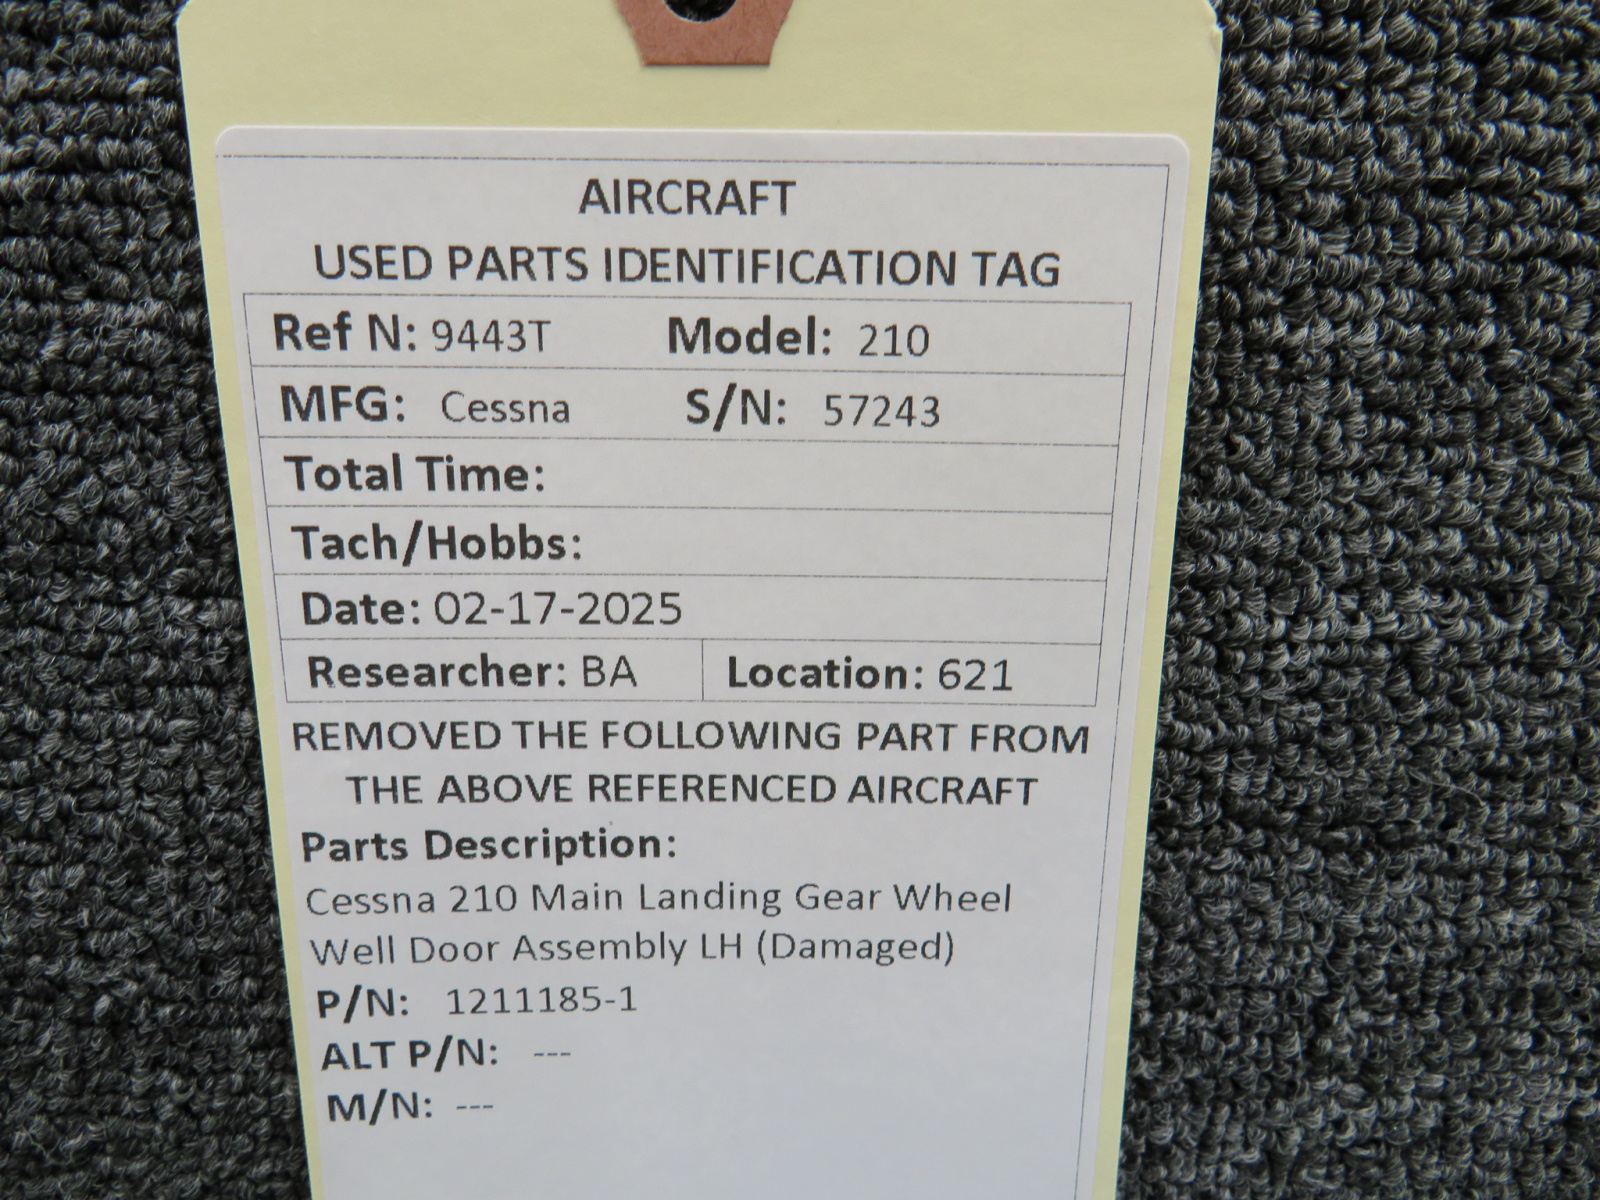 AIRCRAFT
USED PARTS IDENTIFICATION TAG
Ref N: 9443T Model: 210
MFG: Cessna S/N: 57243
Total Time:
Tach/Hobbs:
Date: 02-17-2025
Researcher: BA Location: 621
REMOVED THE FOLLOWING PART FROM
THE ABOVE REFERENCED AIRCRAFT
Parts Description:
Cessna 210 Main Landing Gear Wheel
Well Door Assembly LH (Damaged)
P/N: 1211185-1
ALT P/N: ---
M/N: ---